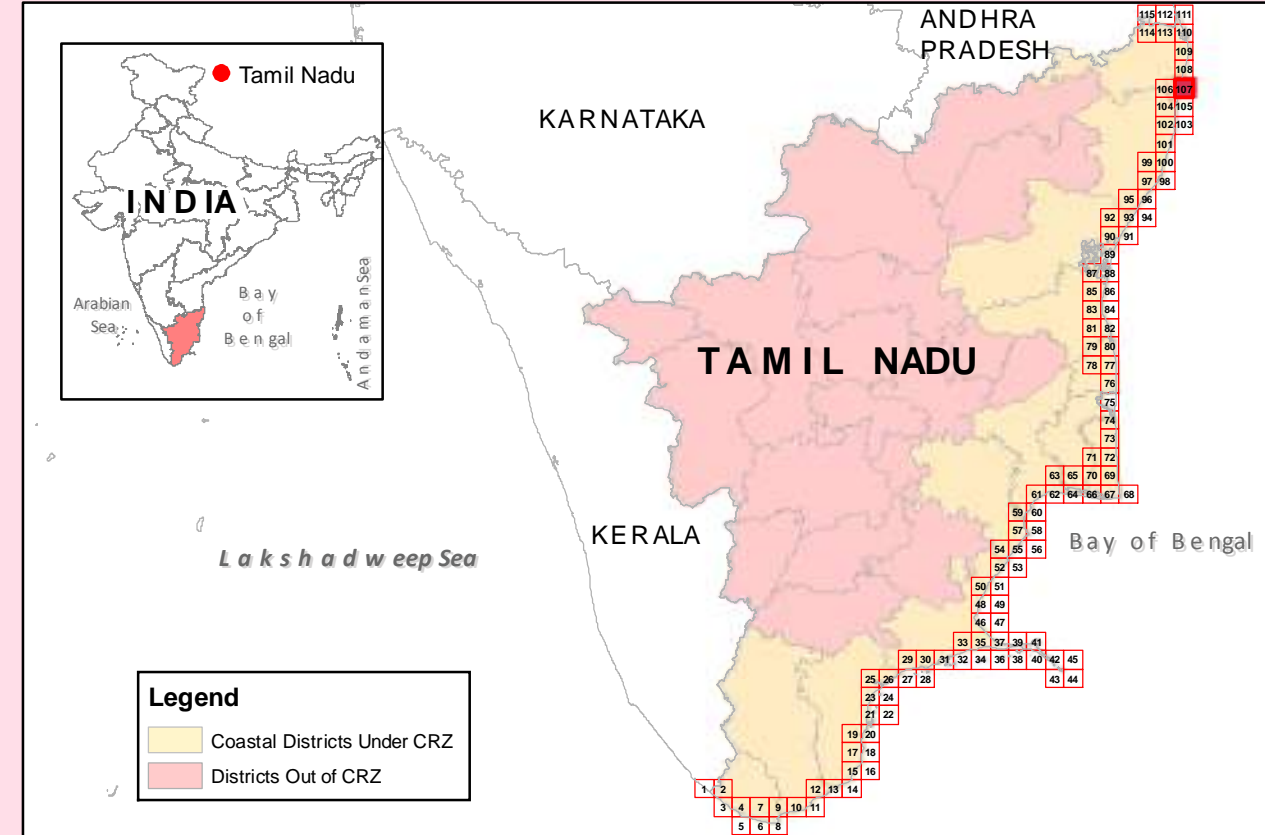 ANDHRA
PRADESH
KARNATAKA
TAMIL NADU
KERALA
Lakshadweep Sea
Bay of Bengal
Tamil Nadu
INDIA
Arabian
Sea
Bay
of
Bengal
Andaman Sea
Legend
Coastal Districts Under CRZ
Districts Out of CRZ
115 112 111
114 113 110
109
108
106 107
104 105
102 103
101
99 100
97 98
95 96
92 93 94
90 91
89
87 88
85 86
83 84
81 82
79 80
78 77
76
75
74
73
71 72
63 65 70 69
61 62 64 66 67 68
59 60
57 58
54 55 56
52 53
50 51
48 49
46 47
33 35 37 39 41
29 30 31 32 34 36 38 40 42 45
25 26 27 28 43 44
23 24
21 22
19 20
17 18
15 16
1 2 12 13 14
3 4 7 9 10 11
5 6 8